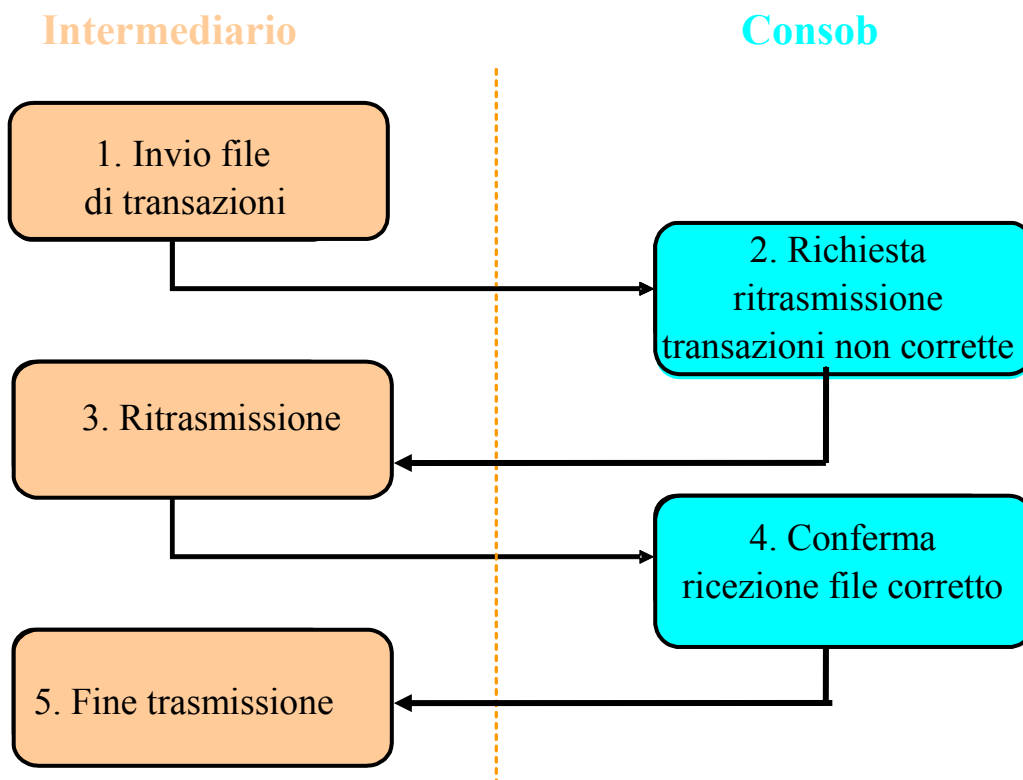 Intermediario
Consob
1. Invio file
di transazioni
2. Richiesta
ritrasmissione
transazioni non corrette
3. Ritrasmissione
4. Conferma
ricezione file corretto
5. Fine trasmissione